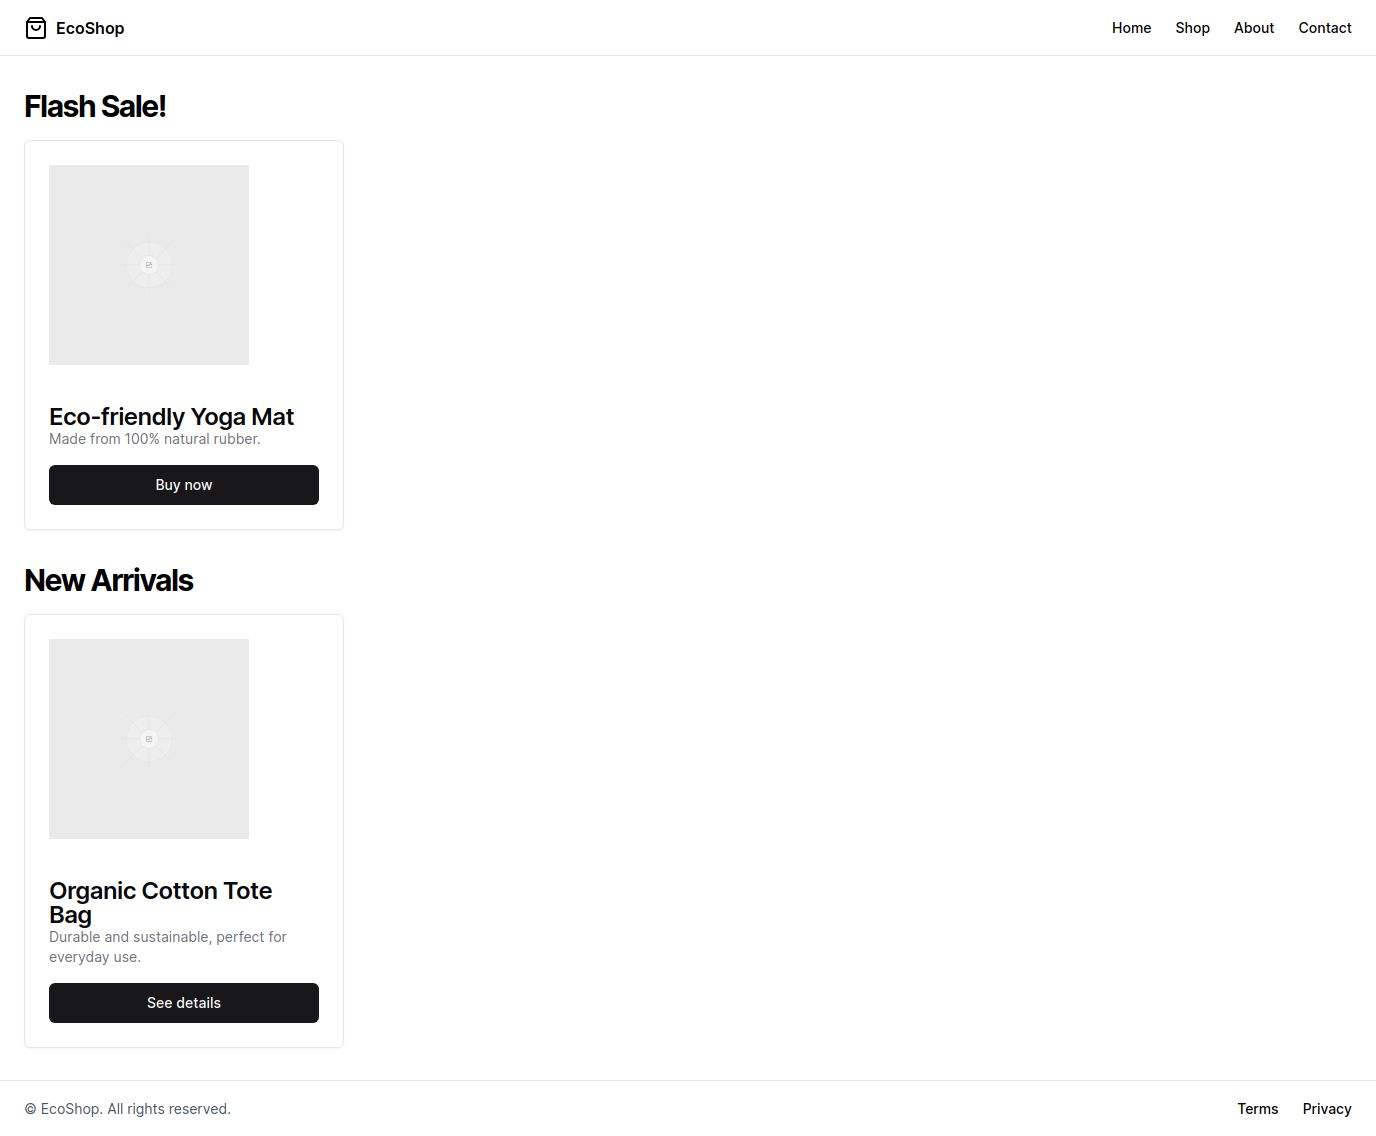 EcoShop
Home Shop About Contact
Flash Sale!
Eco-friendly Yoga Mat
Made from 100% natural rubber.
Buy now
New Arrivals
Organic Cotton Tote
Bag
Durable and sustainable, perfect for
everyday use.
See details
© EcoShop. All rights reserved.
Terms Privacy